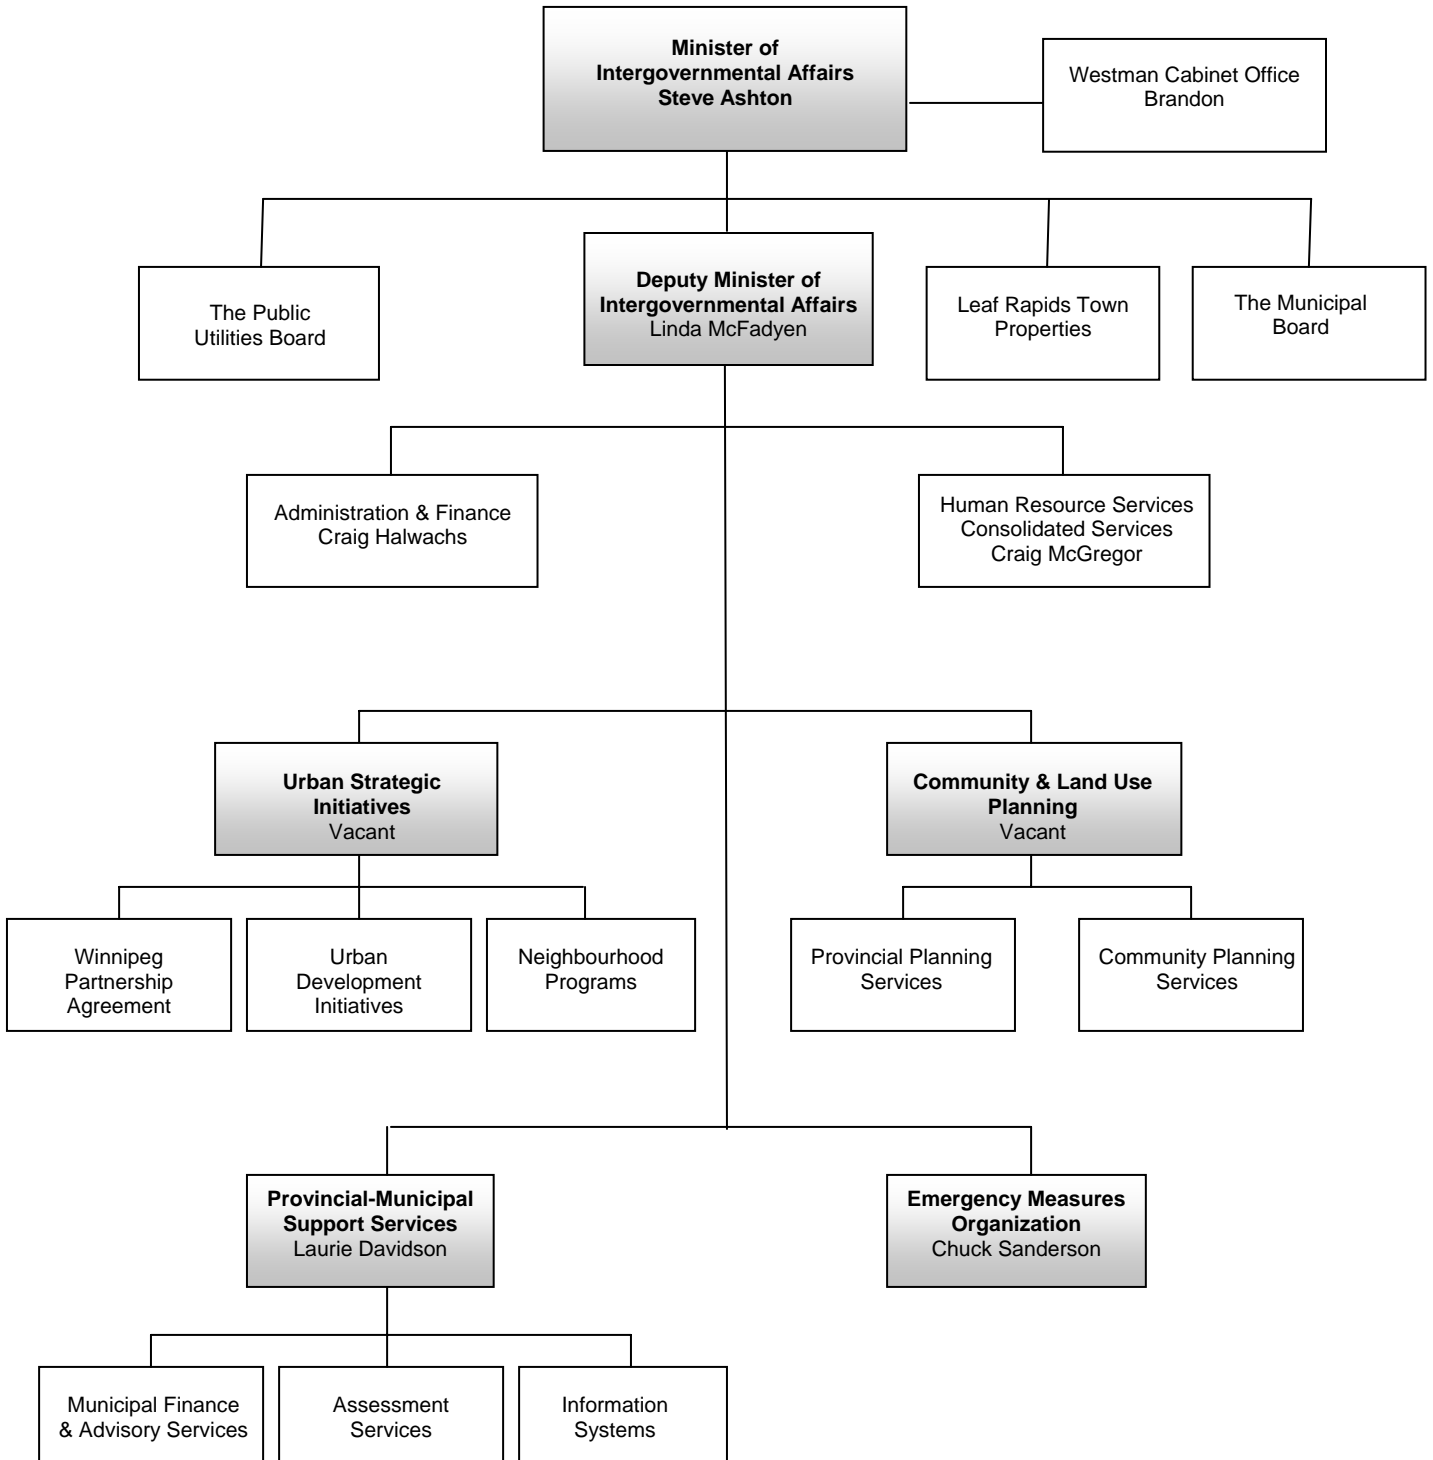 Minister of
Intergovernmental Affairs
Steve Ashton
Westman Cabinet Office
Brandon
The Public
Utilities Board
Deputy Minister of
Intergovernmental Affairs
Linda McFadyen
Leaf Rapids Town
Properties
The Municipal
Board
Administration & Finance
Craig Halwachs
Human Resource Services
Consolidated Services
Craig McGregor
Urban Strategic
Initiatives
Vacant
Community & Land Use
Planning
Vacant
Winnipeg
Partnership
Agreement
Urban
Development
Initiatives
Neighbourhood
Programs
Provincial Planning
Services
Community Planning
Services
Provincial-Municipal
Support Services
Laurie Davidson
Emergency Measures
Organization
Chuck Sanderson
Municipal Finance
& Advisory Services
Assessment
Services
Information
Systems